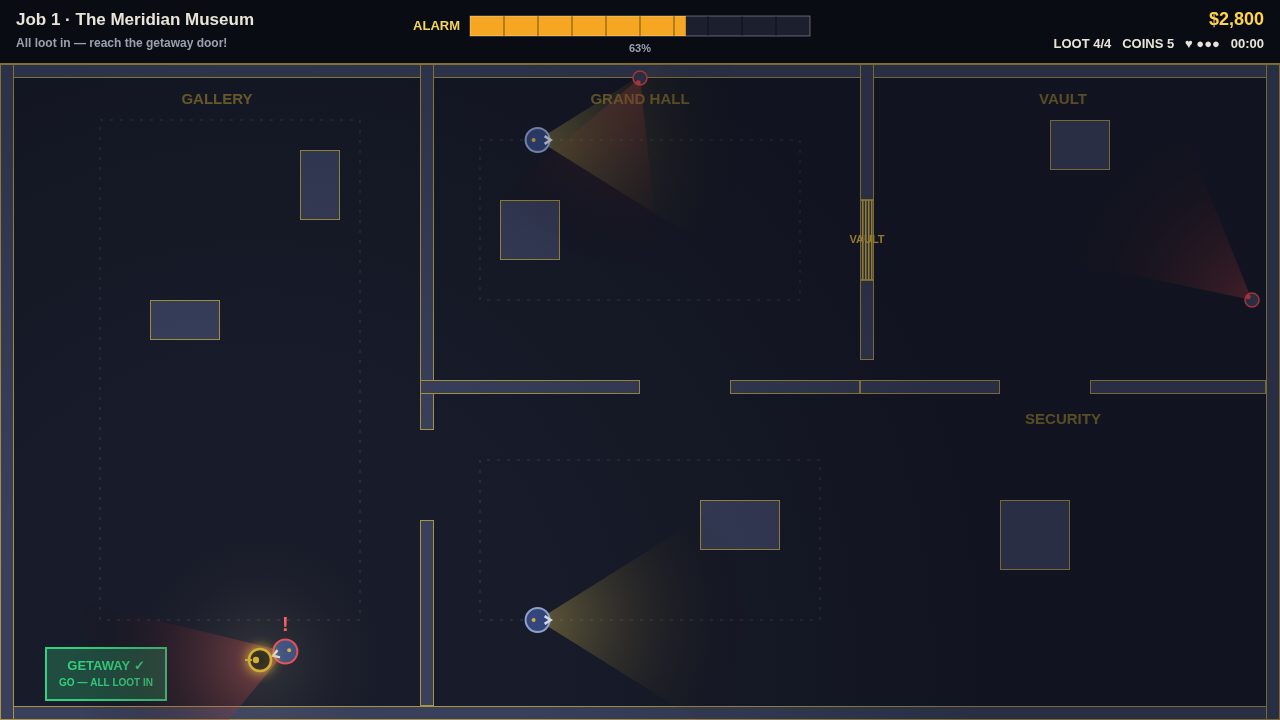 Job 1 · The Meridian Museum
All loot in — reach the getaway door!
ALARM
63%
$2,800
LOOT 4/4 COINS 5 ♥ ●●● 00:00
GALLERY
GRAND HALL
VAULT
VAULT
SECURITY
!
GETAWAY ✓
GO — ALL LOOT IN